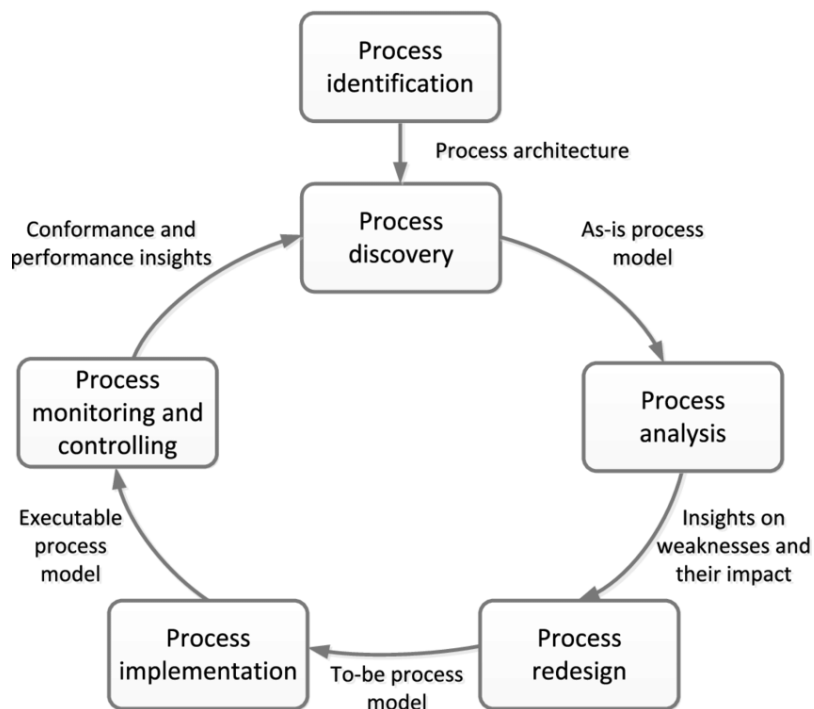 Process
identification
Process architecture
Process
discovery
As-is process
model
Process
analysis
Insights on
weaknesses and
their impact
Process
redesign
To-be process
model
Process
implementation
Executable
process
model
Process
monitoring and
controlling
Conformance and
performance insights